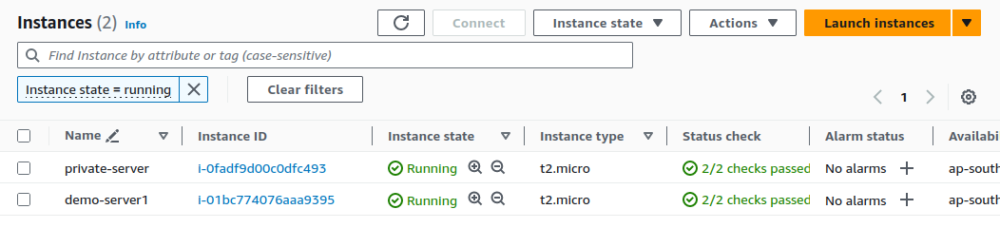 Instances (2) Info Connect Instance state Actions Launch instances
Find Instance by attribute or tag (case-sensitive)
Instance state = running Clear filters
1
Name Instance ID Instance state Instance type Status check Alarm status Availabi
private-server i-0fadf9d00c0dfc493 Running t2.micro 2/2 checks passed No alarms ap-south
demo-server1 i-01bc774076aaa9395 Running t2.micro 2/2 checks passed No alarms ap-south